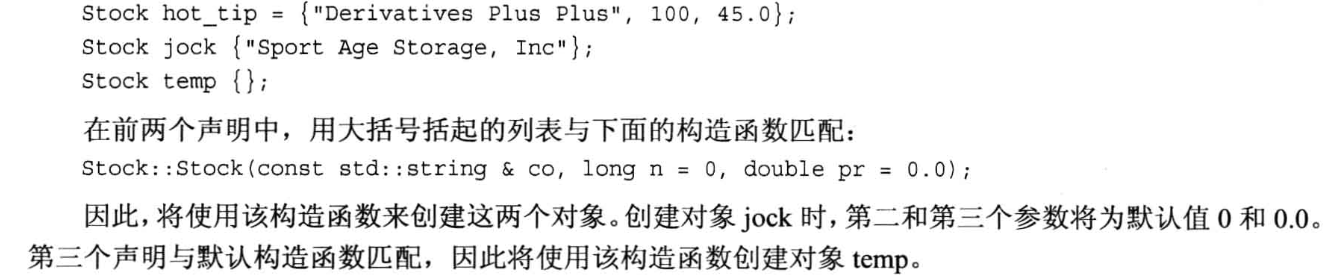 Stock hot_tip = {"Derivatives Plus Plus", 100, 45.0};
Stock jock {"Sport Age Storage, Inc"};
Stock temp {};
在前两个声明中，用大括号括起的列表与下面的构造函数匹配：
Stock::Stock(const std::string & co, long n = 0, double pr = 0.0);
因此，将使用该构造函数来创建这两个对象。创建对象 jock 时，第二和第三个参数将为默认值 0 和 0.0。
第三个声明与默认构造函数匹配，因此将使用该构造函数创建对象 temp。